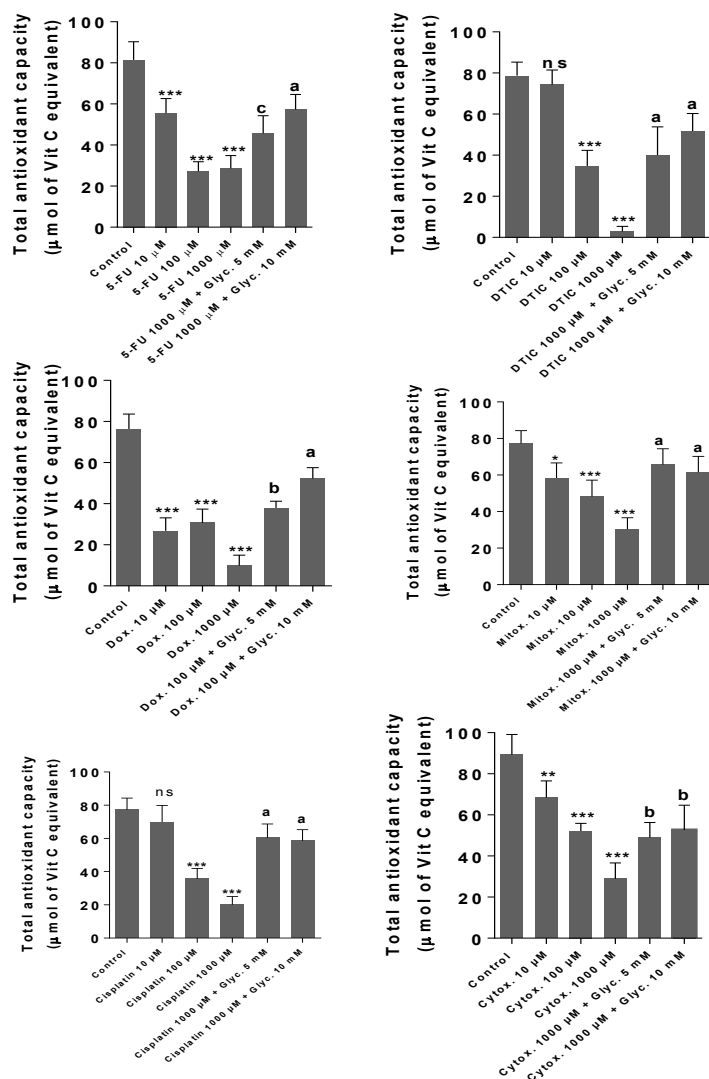 Total antioxidant capacity
(μmol of Vit C equivalent)
100
80
60
40
20
0
***
***
***
c
a
Control
5-FU 10 μM
5-FU 100 μM
5-FU 1000 μM
5-FU 1000 μM + Glyc. 5 mM
5-FU 1000 μM + Glyc. 10 mM
Total antioxidant capacity
(μmol of Vit C equivalent)
100
80
60
40
20
0
ns
***
***
a
a
Control
DTIC 10 μM
DTIC 100 μM
DTIC 1000 μM
DTIC 1000 μM + Glyc. 5 mM
DTIC 1000 μM + Glyc. 10 mM
Total antioxidant capacity
(μmol of Vit C equivalent)
100
80
60
40
20
0
***
***
***
b
a
Control
Dox. 10 μM
Dox. 100 μM
Dox. 1000 μM
Dox. 100 μM + Glyc. 5 mM
Dox. 100 μM + Glyc. 10 mM
Total antioxidant capacity
(μmol of Vit C equivalent)
100
80
60
40
20
0
*
***
***
a
a
Control
Mitox. 10 μM
Mitox. 100 μM
Mitox. 1000 μM
Mitox. 1000 μM + Glyc. 5 mM
Mitox. 1000 μM + Glyc. 10 mM
Total antioxidant capacity
(μmol of Vit C equivalent)
100
80
60
40
20
0
ns
***
***
a
a
Control
Cisplatin 10 μM
Cisplatin 100 μM
Cisplatin 1000 μM
Cisplatin 1000 μM + Glyc. 5 mM
Cisplatin 1000 μM + Glyc. 10 mM
Total antioxidant capacity
(μmol of Vit C equivalent)
100
80
60
40
20
0
**
***
***
b
b
Control
Cytox. 10 μM
Cytox. 100 μM
Cytox. 1000 μM
Cytox. 1000 μM + Glyc. 5 mM
Cytox. 1000 μM + Glyc. 10 mM